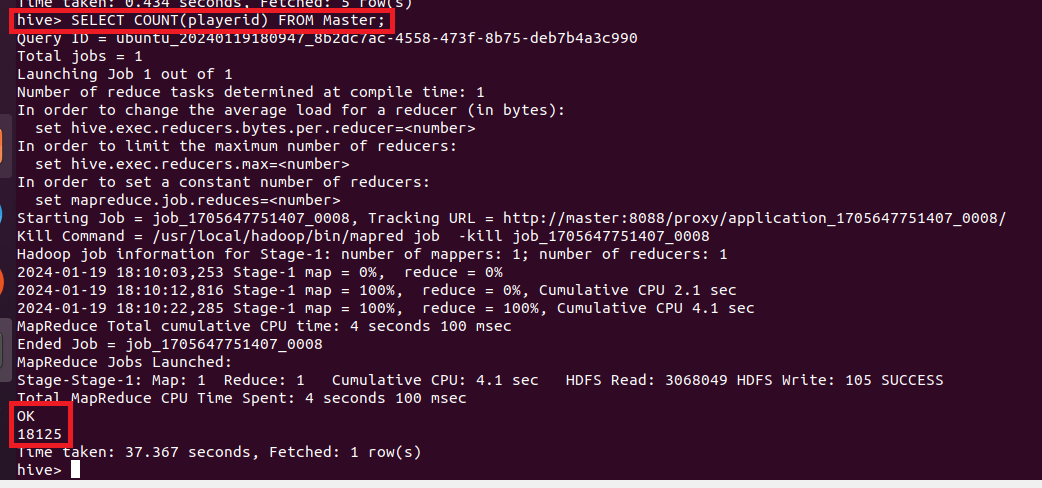 Time taken: 0.434 seconds, Fetched: 5 row(s)
hive> SELECT COUNT(playerid) FROM Master;
Query ID = ubuntu_20240119180947_8b2dc7ac-4558-473f-8b75-deb7b4a3c990
Total jobs = 1
Launching Job 1 out of 1
Number of reduce tasks determined at compile time: 1
In order to change the average load for a reducer (in bytes):
  set hive.exec.reducers.bytes.per.reducer=<number>
In order to limit the maximum number of reducers:
  set hive.exec.reducers.max=<number>
In order to set a constant number of reducers:
  set mapreduce.job.reduces=<number>
Starting Job = job_1705647751407_0008, Tracking URL = http://master:8088/proxy/application_1705647751407_0008/
Kill Command = /usr/local/hadoop/bin/mapred job  -kill job_1705647751407_0008
Hadoop job information for Stage-1: number of mappers: 1; number of reducers: 1
2024-01-19 18:10:03,253 Stage-1 map = 0%,  reduce = 0%
2024-01-19 18:10:12,816 Stage-1 map = 100%,  reduce = 0%, Cumulative CPU 2.1 sec
2024-01-19 18:10:22,285 Stage-1 map = 100%,  reduce = 100%, Cumulative CPU 4.1 sec
MapReduce Total cumulative CPU time: 4 seconds 100 msec
Ended Job = job_1705647751407_0008
MapReduce Jobs Launched:
Stage-Stage-1: Map: 1  Reduce: 1   Cumulative CPU: 4.1 sec   HDFS Read: 3068049 HDFS Write: 105 SUCCESS
Total MapReduce CPU Time Spent: 4 seconds 100 msec
OK
18125
Time taken: 37.367 seconds, Fetched: 1 row(s)
hive>